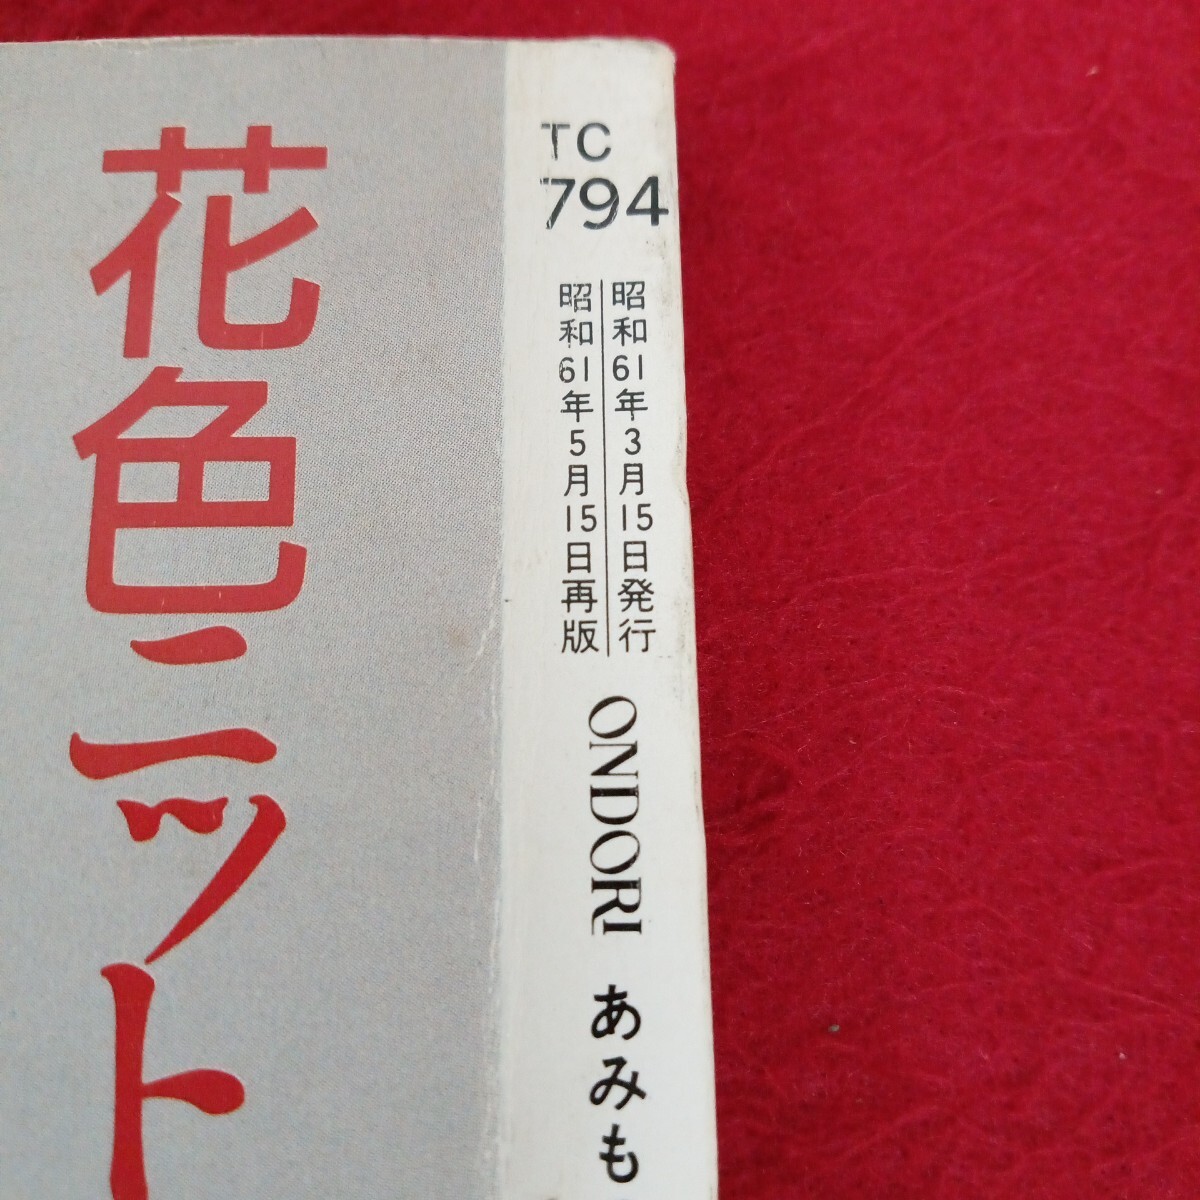 花色ニット
TC
794
昭和61年3月15日発行
昭和61年5月15日再版
ONDORI あみも